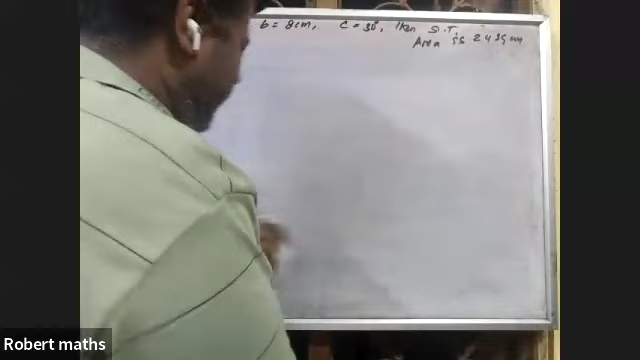 b = 8cm, C = 30°, then S.T.
Area is 24 sq cm
Robert maths